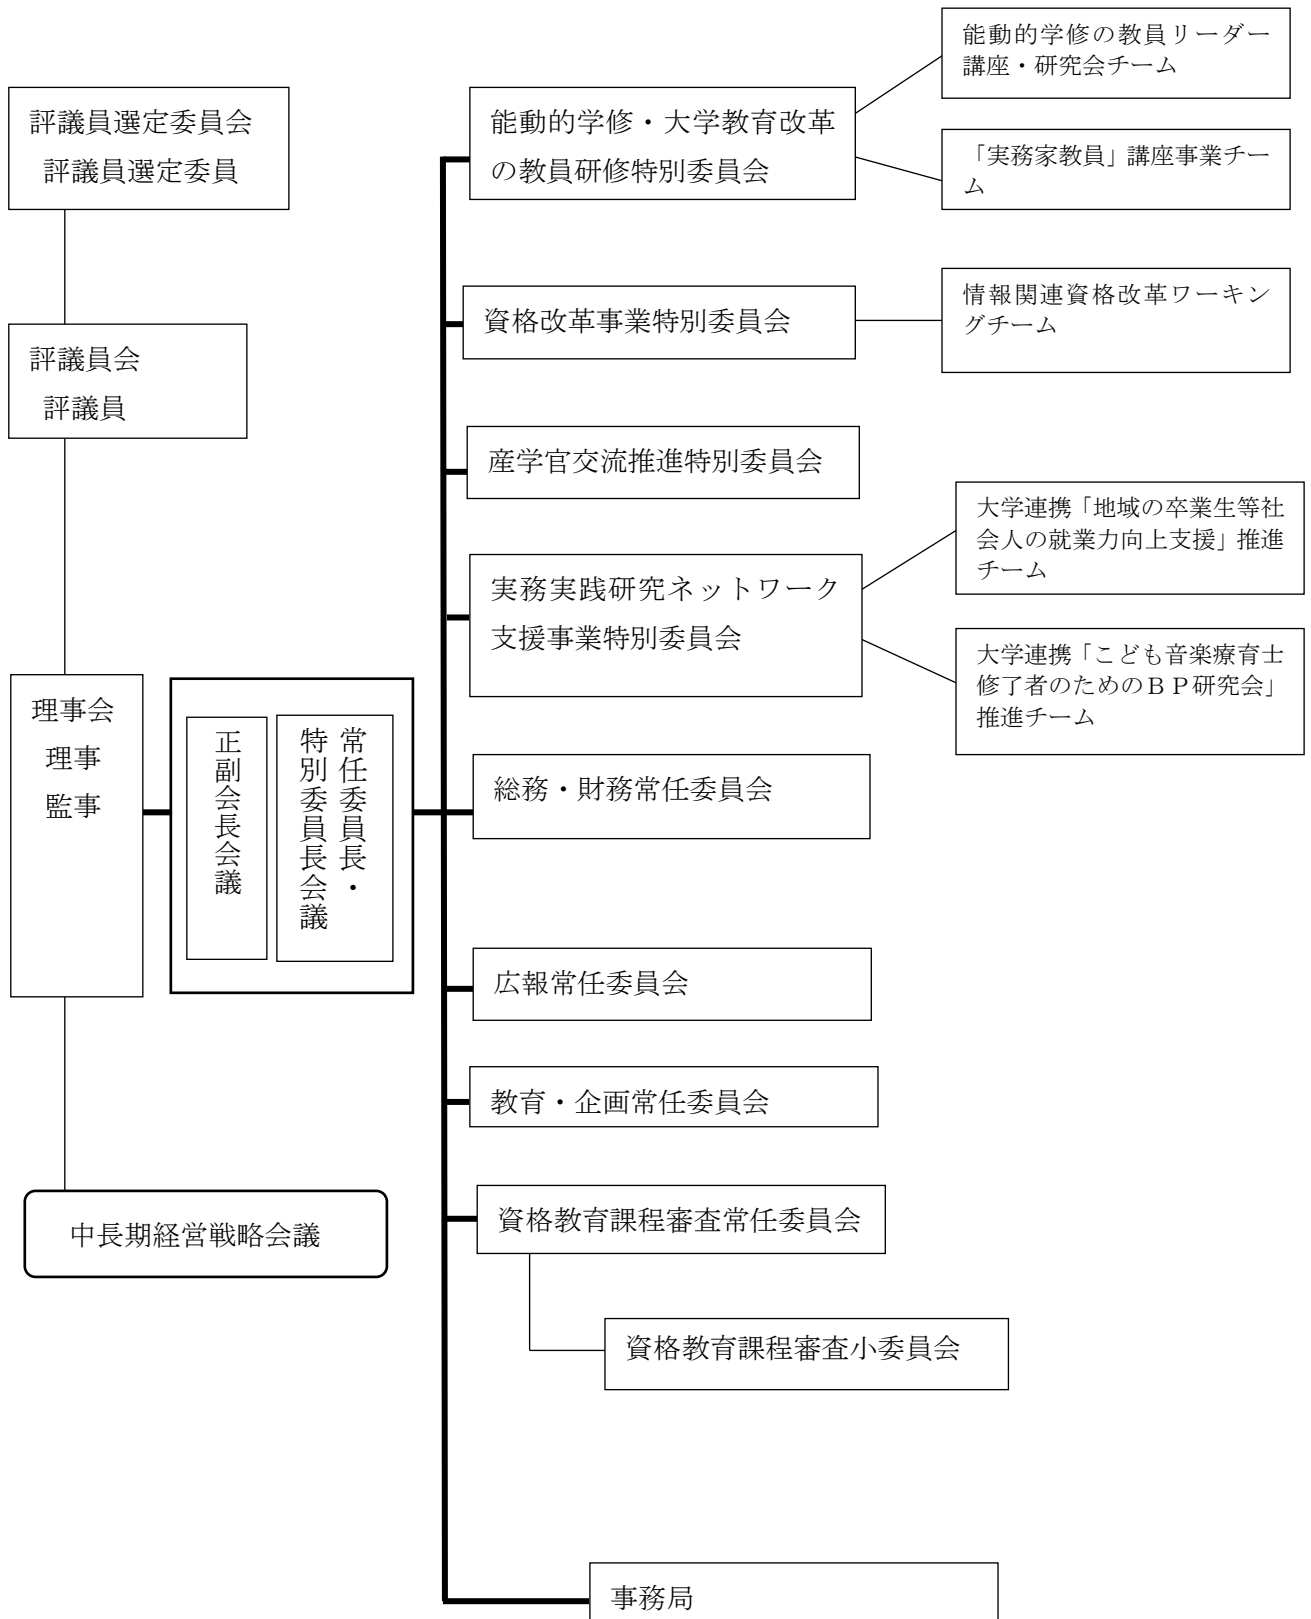 評議員選定委員会
評議員選定委員
評議員会
評議員
理事会
理事
監事
中長期経営戦略会議
正副会長会議
常任委員長・
特別委員長会議
能動的学修・大学教育改革
の教員研修特別委員会
能動的学修の教員リーダー
講座・研究会チーム
「実務家教員」講座事業チー
ム
資格改革事業特別委員会
情報関連資格改革ワーキン
グチーム
産学官交流推進特別委員会
実務実践研究ネットワーク
支援事業特別委員会
大学連携「地域の卒業生等社
会人の就業力向上支援」推進
チーム
大学連携「こども音楽療育士
修了者のためのＢＰ研究会」
推進チーム
総務・財務常任委員会
広報常任委員会
教育・企画常任委員会
資格教育課程審査常任委員会
資格教育課程審査小委員会
事務局